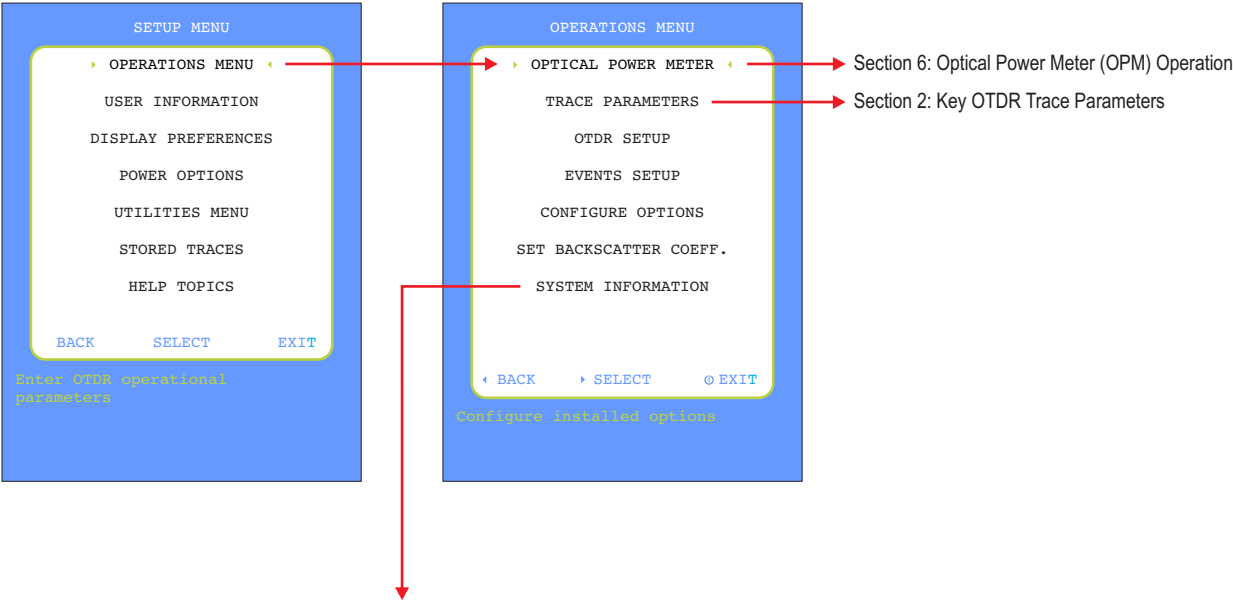 SETUP MENU
OPERATIONS MENU
USER INFORMATION
DISPLAY PREFERENCES
POWER OPTIONS
UTILITIES MENU
STORED TRACES
HELP TOPICS
BACK SELECT EXIT
Enter OTDR operational
parameters
OPERATIONS MENU
OPTICAL POWER METER
TRACE PARAMETERS
OTDR SETUP
EVENTS SETUP
CONFIGURE OPTIONS
SET BACKSCATTER COEFF.
SYSTEM INFORMATION
BACK SELECT EXIT
Configure installed options
Section 6: Optical Power Meter (OPM) Operation
Section 2: Key OTDR Trace Parameters